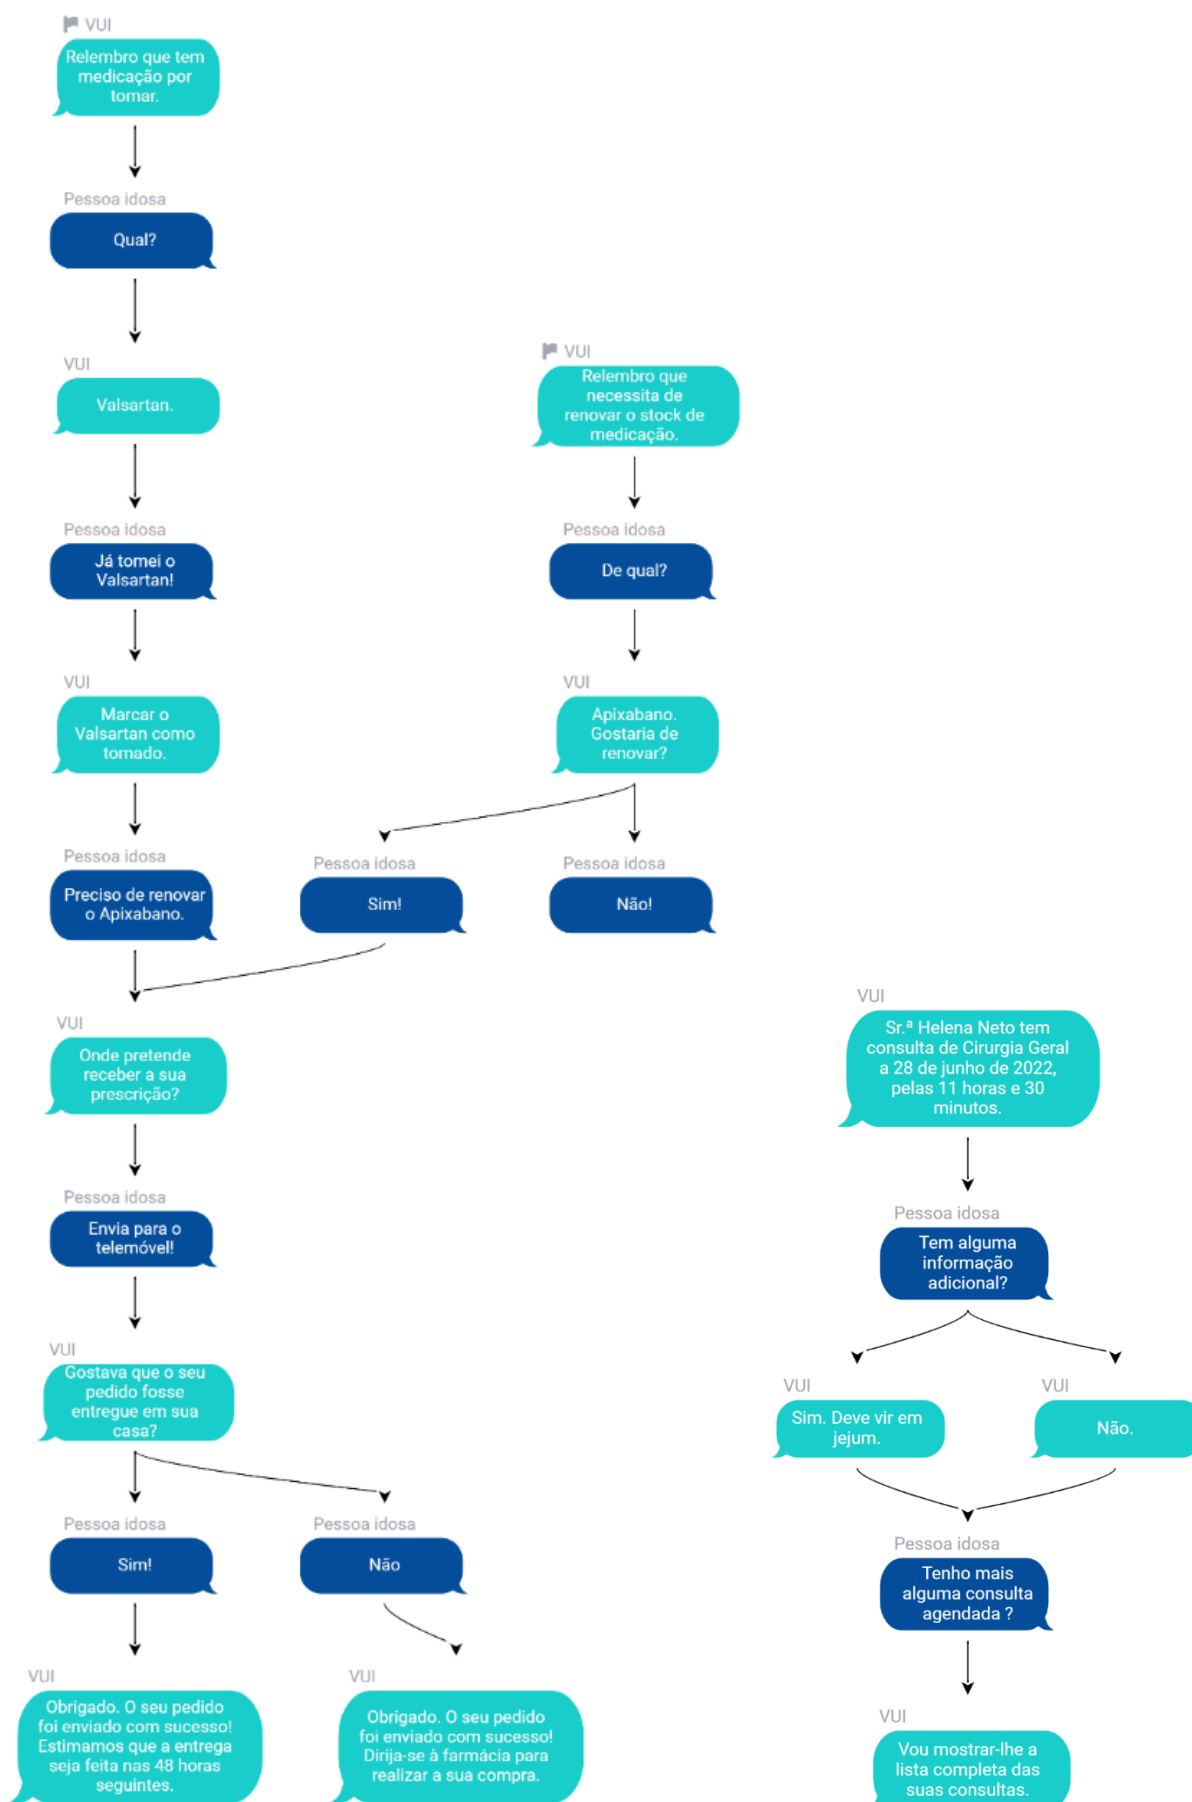 VUI
Relembro que tem
medicação por
tomar.
Pessoa idosa
Qual?
VUI
Valsartan.
Pessoa idosa
Já tomei o
Valsartan!
VUI
Marcar o
Valsartan como
tomado.
Pessoa idosa
Preciso de renovar
o Apixabano.
VUI
Relembro que
necessita de
renovar o stock de
medicação.
Pessoa idosa
De qual?
VUI
Apixabano.
Gostaria de
renovar?
Pessoa idosa
Sim!
Pessoa idosa
Não!
VUI
Onde pretende
receber a sua
prescrição?
Pessoa idosa
Envia para o
telemóvel!
VUI
Gostava que o seu
pedido fosse
entregue em sua
casa?
Pessoa idosa
Sim!
Pessoa idosa
Não
VUI
Obrigado. O seu pedido
foi enviado com sucesso!
Estimamos que a entrega
seja feita nas 48 horas
seguintes.
VUI
Obrigado. O seu pedido
foi enviado com sucesso!
Dirija-se à farmácia para
realizar a sua compra.
VUI
Sr.ª Helena Neto tem
consulta de Cirurgia Geral
a 28 de junho de 2022,
pelas 11 horas e 30
minutos.
Pessoa idosa
Tem alguma
informação
adicional?
VUI
Sim. Deve vir em
jejum.
VUI
Não.
Pessoa idosa
Tenho mais
alguma consulta
agendada ?
VUI
Vou mostrar-lhe a
lista completa das
suas consultas.